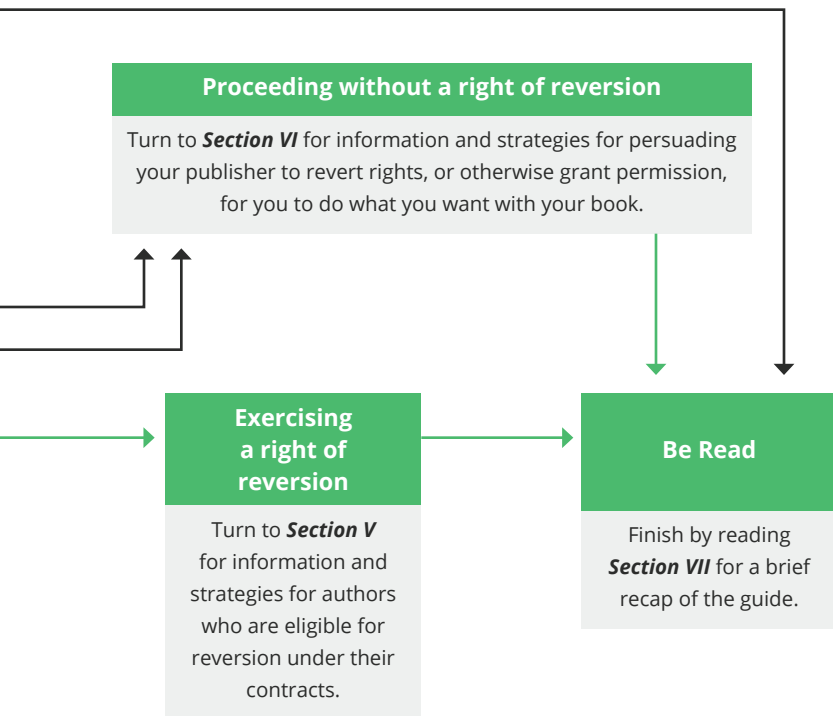 Proceeding without a right of reversion
Turn to Section VI for information and strategies for persuading
your publisher to revert rights, or otherwise grant permission,
for you to do what you want with your book.
Exercising
a right of
reversion
Turn to Section V
for information and
strategies for authors
who are eligible for
reversion under their
contracts.
Be Read
Finish by reading
Section VII for a brief
recap of the guide.